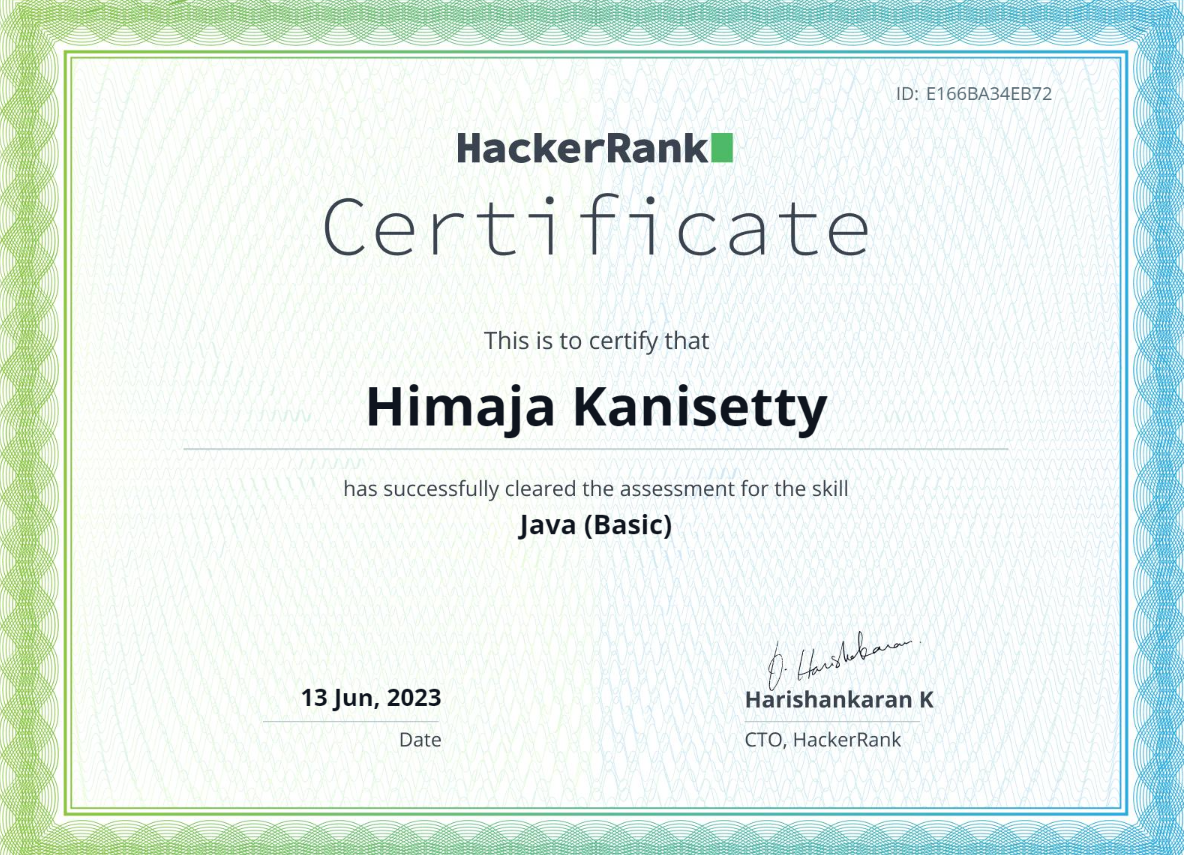 ID: E166BA34EB72
HackerRank
Certificate
This is to certify that
Himaja Kanisetty
has successfully cleared the assessment for the skill
Java (Basic)
13 Jun, 2023
Date
Harishankaran K
CTO, HackerRank